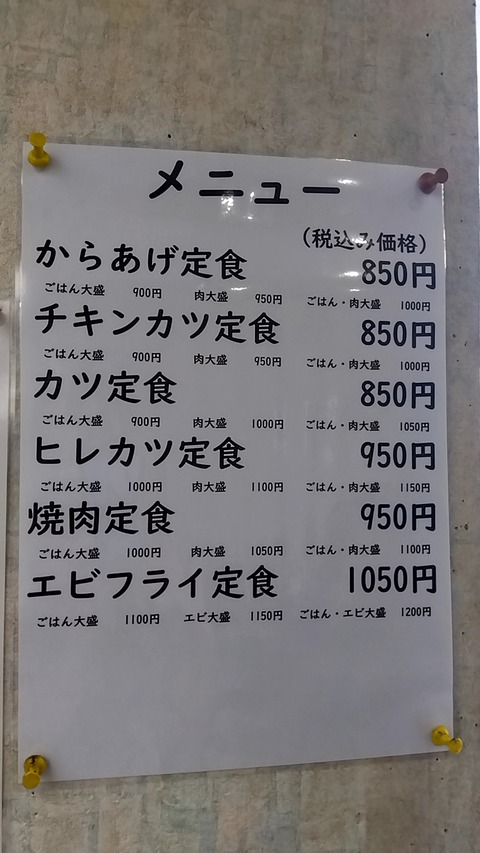 メニュー
(税込み価格)
からあげ定食 850円
ごはん大盛 900円 肉大盛 950円 ごはん・肉大盛 1000円
チキンカツ定食 850円
ごはん大盛 900円 肉大盛 950円 ごはん・肉大盛 1000円
カツ定食 850円
ごはん大盛 900円 肉大盛 1000円 ごはん・肉大盛 1050円
ヒレカツ定食 950円
ごはん大盛 1000円 肉大盛 1100円 ごはん・肉大盛 1150円
焼肉定食 950円
ごはん大盛 1000円 肉大盛 1050円 ごはん・肉大盛 1100円
エビフライ定食 1050円
ごはん大盛 1100円 エビ大盛 1150円 ごはん・エビ大盛 1200円